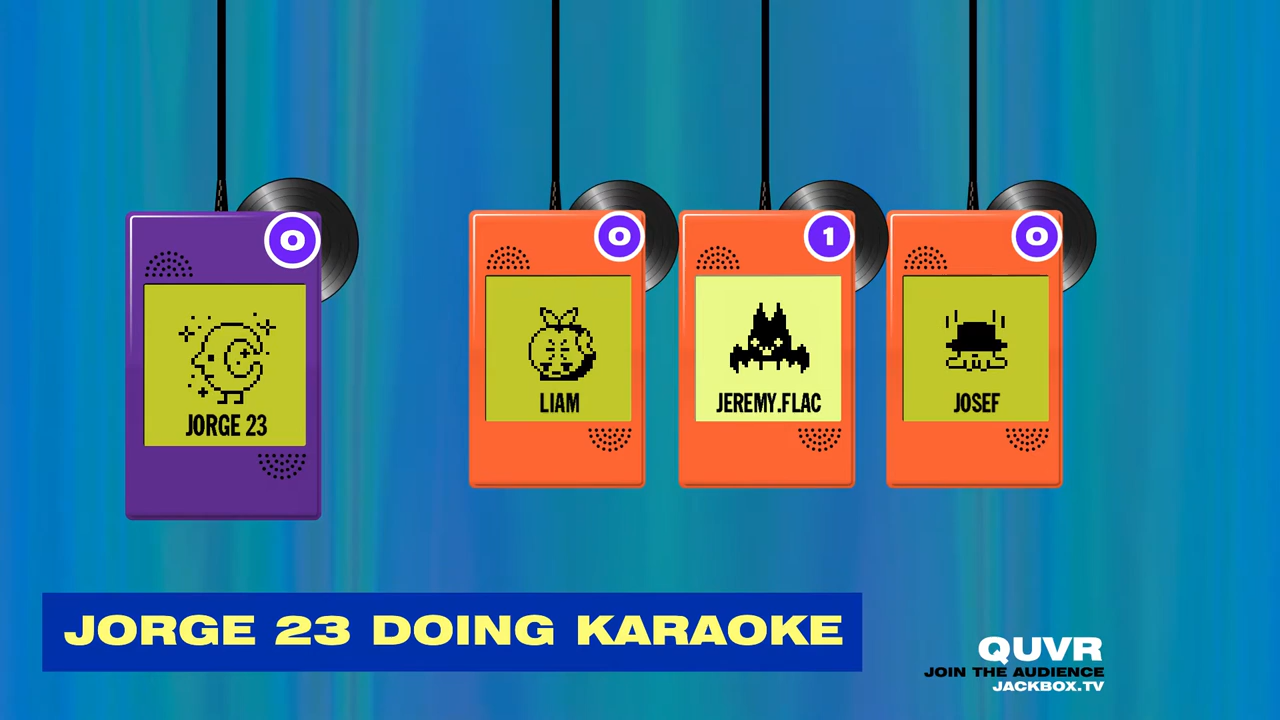 0
0
1
0
JORGE 23
LIAM
JEREMY.FLAC
JOSEF
JORGE 23 DOING KARAOKE
QUVR
JOIN THE AUDIENCE
JACKBOX.TV